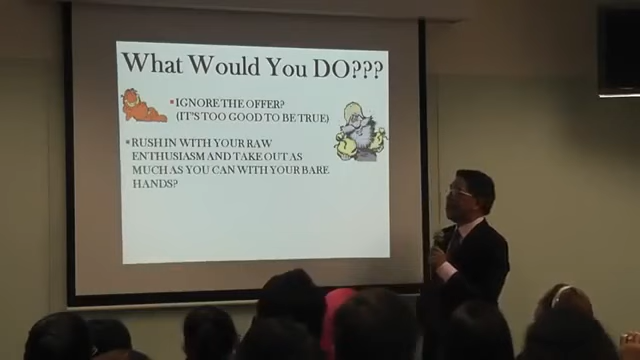 What Would You DO???
▪IGNORE THE OFFER?
(IT'S TOO GOOD TO BE TRUE)
▪RUSH IN WITH YOUR RAW
ENTHUSIASM AND TAKE OUT AS
MUCH AS YOU CAN WITH YOUR BARE
HANDS?